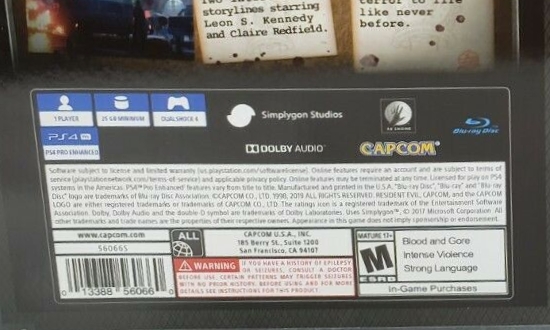 storylines starring
Leon S. Kennedy
and Claire Redfield.
terror to life
like never
before.
1 PLAYER
25 GB MINIMUM
DUALSHOCK 4
PS4 PRO
PS4 PRO ENHANCED
Simplygon Studios
RE ENGINE
Blu-ray Disc
DOLBY AUDIO™
CAPCOM
Software subject to license and limited warranty (us.playstation.com/softwarelicense). Online features require an account and are subject to terms of
service (playstationnetwork.com/terms-of-service) and applicable privacy policy. Online features may be terminated at any time. Licensed for play on PS4
systems in the Americas. "PS4™ Pro Enhanced" features vary from title to title. Manufactured and printed in the U.S.A. "Blu-ray Disc", "Blu-ray" and "Blu-ray
Disc" logo are trademarks of Blu-ray Disc Association. ©CAPCOM CO., LTD. 1998, 2019 ALL RIGHTS RESERVED. RESIDENT EVIL, CAPCOM, and the CAPCOM
LOGO are either registered trademarks or trademarks of CAPCOM CO., LTD. The ratings icon is a registered trademark of the Entertainment Software
Association. Dolby, Dolby Audio and the double-D symbol are trademarks of Dolby Laboratories. Uses Simplygon™, © 2017 Microsoft Corporation. All
other trademarks and trade names are the properties of their respective owners. Appearance in this game does not imply sponsorship or endorsement.
www.capcom.com
56066S
ALL
CAPCOM U.S.A., INC.
185 Berry St., Suite 1200
San Francisco, CA 94107
WARNING IF YOU HAVE A HISTORY OF EPILEPSY
OR SEIZURES, CONSULT A DOCTOR
BEFORE USE. CERTAIN PATTERNS MAY TRIGGER SEIZURES
WITH NO PRIOR HISTORY. BEFORE USING AND FOR MORE
DETAILS SEE INSTRUCTIONS FOR THIS PRODUCT.
0 13388 56066 0
MATURE 17+
M
ESRB
Blood and Gore
Intense Violence
Strong Language
In-Game Purchases